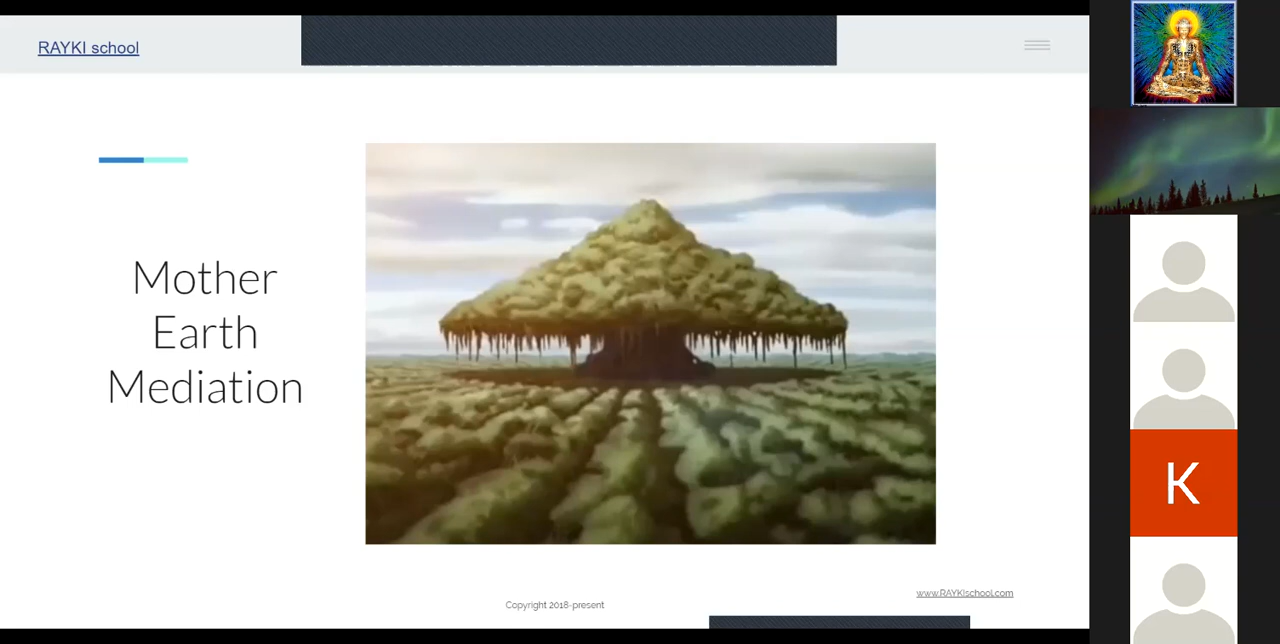 RAYKI school
Mother
Earth
Mediation
K
www.RAYKIschool.com
Copyright 2018-present